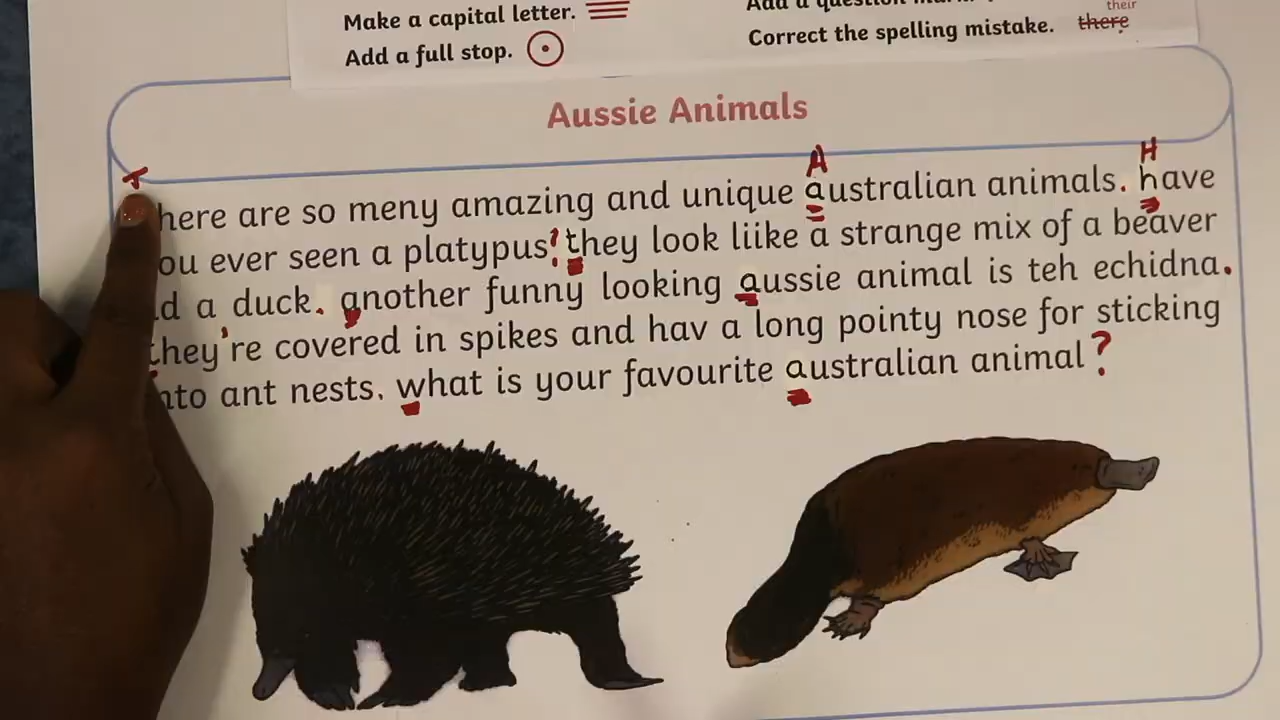 Make a capital letter.
Add a full stop.
their
Correct the spelling mistake. there
Aussie Animals
T A H
here are so meny amazing and unique australian animals. have
ou ever seen a platypus? they look liike a strange mix of a beaver
d a duck. another funny looking aussie animal is teh echidna.
they're covered in spikes and hav a long pointy nose for sticking
nto ant nests. what is your favourite australian animal?